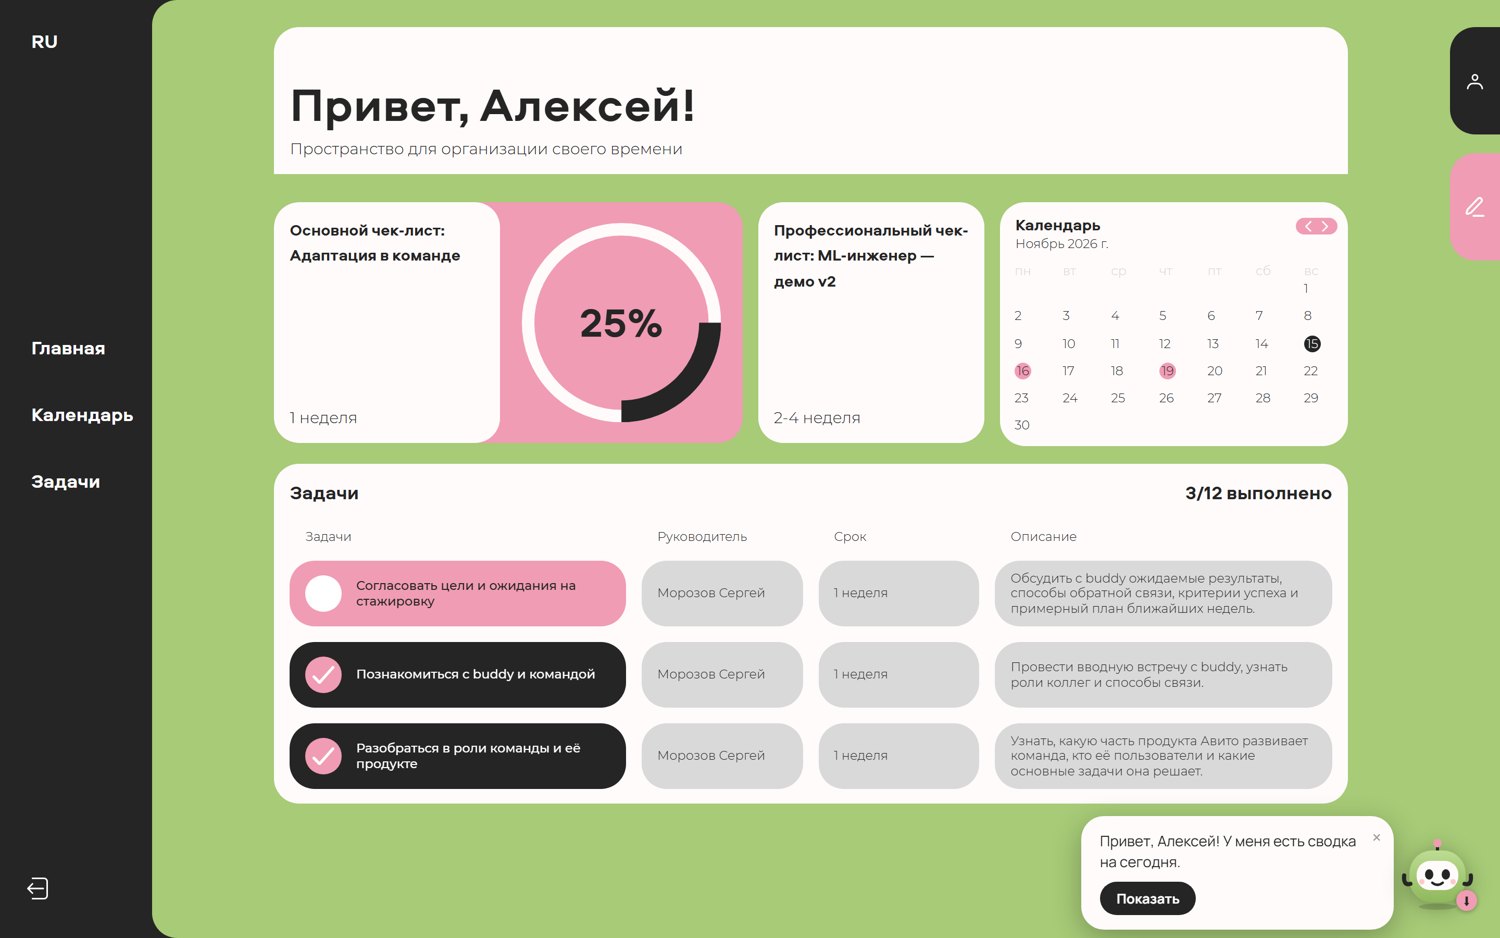 RU
Главная
Календарь
Задачи
Привет, Алексей!
Пространство для организации своего времени
Основной чек-лист:
Адаптация в команде
1 неделя
25%
Профессиональный чек-
лист: ML-инженер —
демо v2
2-4 неделя
Календарь
Ноябрь 2026 г.
пн вт ср чт пт сб вс
1
2 3 4 5 6 7 8
9 10 11 12 13 14 15
16 17 18 19 20 21 22
23 24 25 26 27 28 29
30
Задачи
3/12 выполнено
Задачи Руководитель Срок Описание
Согласовать цели и ожидания на
стажировку
Морозов Сергей
1 неделя
Обсудить с buddy ожидаемые результаты,
способы обратной связи, критерии успеха и
примерный план ближайших недель.
Познакомиться с buddy и командой
Морозов Сергей
1 неделя
Провести вводную встречу с buddy, узнать
роли коллег и способы связи.
Разобраться в роли команды и её
продукте
Морозов Сергей
1 неделя
Узнать, какую часть продукта Авито развивает
команда, кто её пользователи и какие
основные задачи она решает.
Привет, Алексей! У меня есть сводка
на сегодня.
Показать